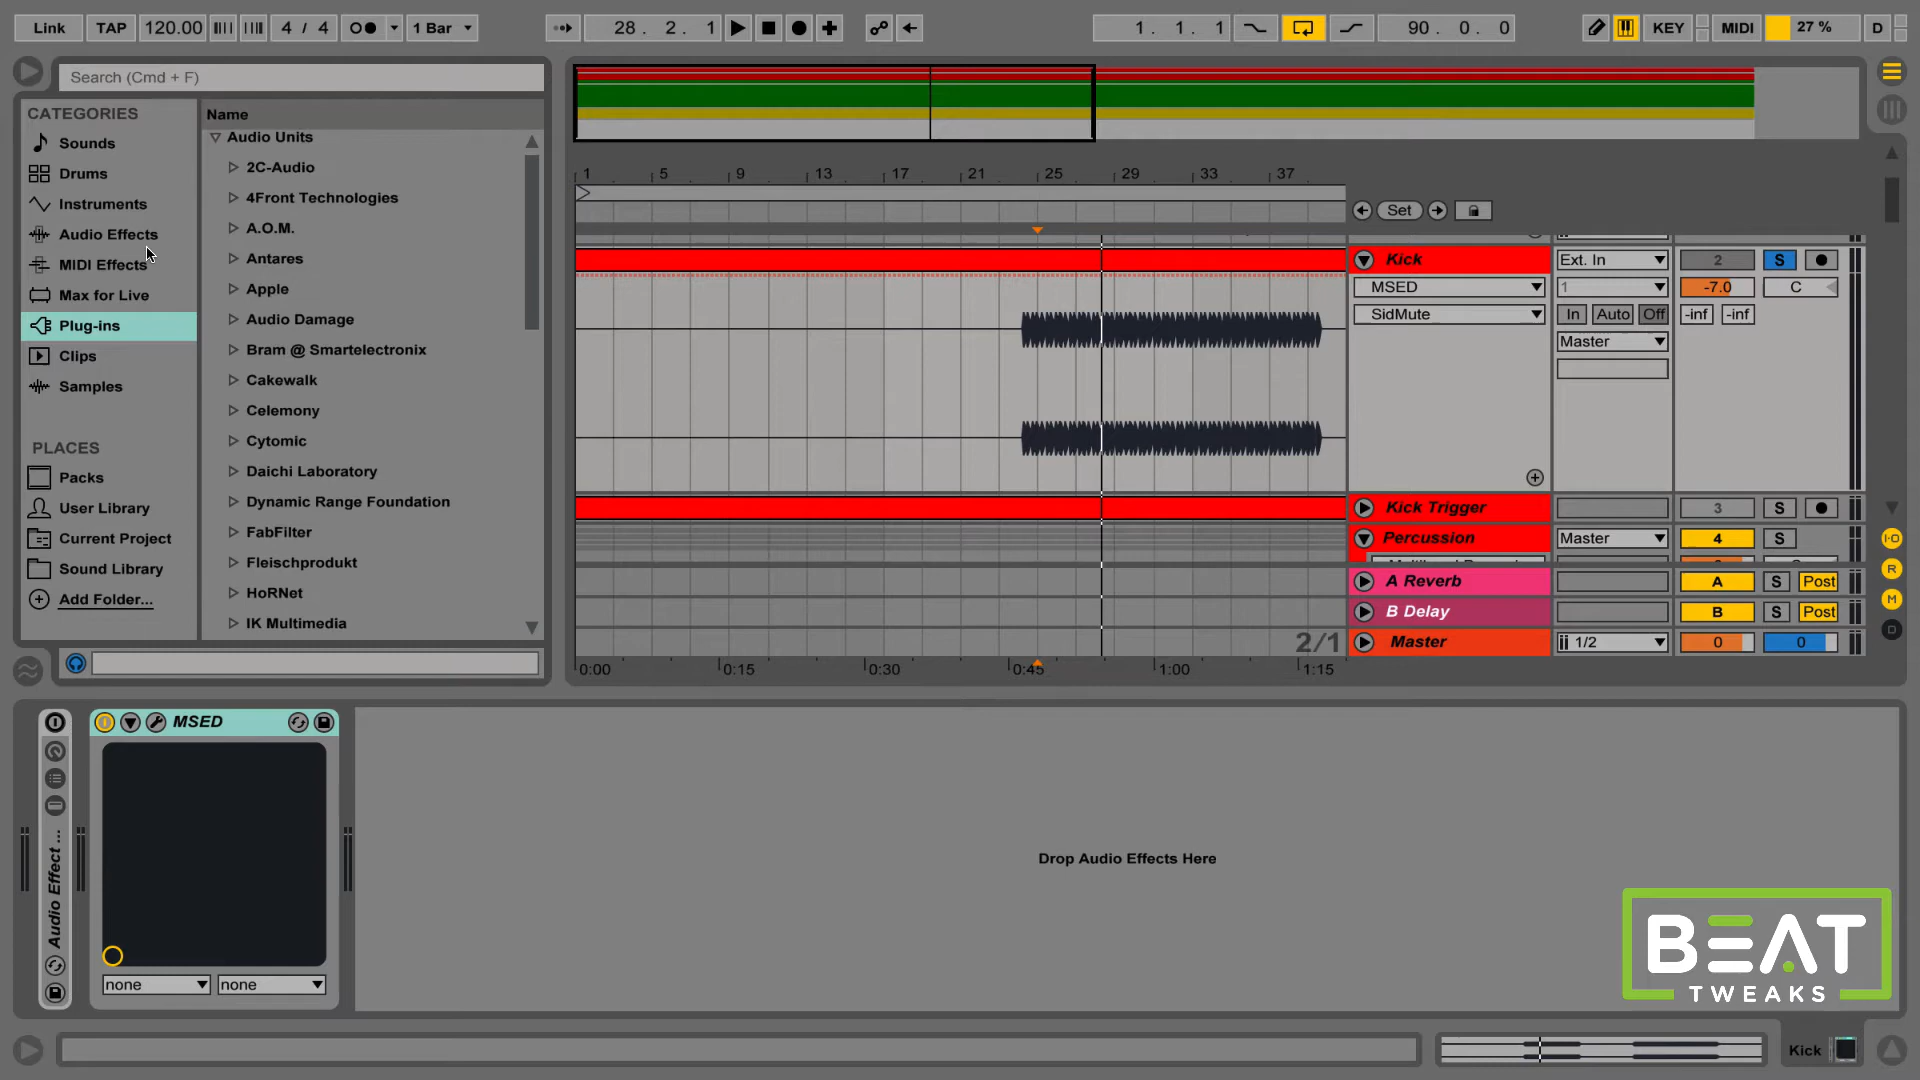 Link TAP 120.00 4 / 4 1 Bar 28. 2. 1 1. 1. 1 90. 0. 0 KEY MIDI 27 % D
Search (Cmd + F)
CATEGORIES
Sounds
Drums
Instruments
Audio Effects
MIDI Effects
Max for Live
Plug-ins
Clips
Samples
PLACES
Packs
User Library
Current Project
Sound Library
Add Folder...
Name
Audio Units
2C-Audio
4Front Technologies
A.O.M.
Antares
Apple
Audio Damage
Bram @ Smartelectronix
Cakewalk
Celemony
Cytomic
Daichi Laboratory
Dynamic Range Foundation
FabFilter
Fleischprodukt
HoRNet
IK Multimedia
1 5 9 13 17 21 25 29 33 37
Set
Kick Ext. In 2 S
MSED 1 -7.0 C
SidMute In Auto Off -inf -inf
Master
Kick Trigger 3 S
Percussion Master 4 S
A Reverb A S Post
B Delay B S Post
2/1 Master 1/2 0 0
0:00 0:15 0:30 0:45 1:00 1:15
I·O
R
M
D
MSED
Audio Effect ...
none none
Drop Audio Effects Here
BEAT
TWEAKS
Kick